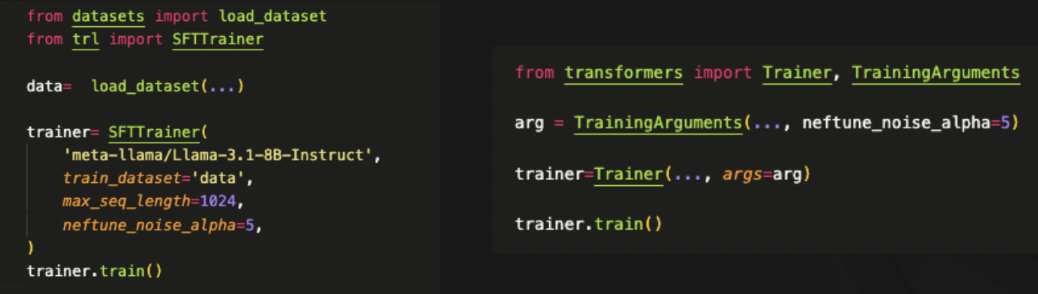 from datasets import load_dataset
from trl import SFTTrainer
data=  load_dataset(...)
trainer= SFTTrainer(
    'meta-llama/Llama-3.1-8B-Instruct',
    train_dataset='data',
    max_seq_length=1024,
    neftune_noise_alpha=5,
)
trainer.train()
from transformers import Trainer, TrainingArguments
arg = TrainingArguments(..., neftune_noise_alpha=5)
trainer=Trainer(..., args=arg)
trainer.train()